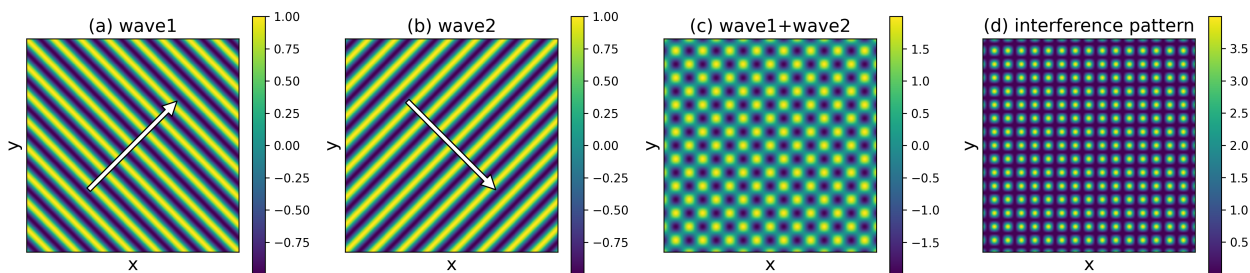 (a) wave1
(b) wave2
(c) wave1+wave2
(d) interference pattern
1.00
0.75
0.50
0.25
0.00
−0.25
−0.50
−0.75
1.00
0.75
0.50
0.25
0.00
−0.25
−0.50
−0.75
1.5
1.0
0.5
0.0
−0.5
−1.0
−1.5
3.5
3.0
2.5
2.0
1.5
1.0
0.5
y
y
y
y
x
x
x
x